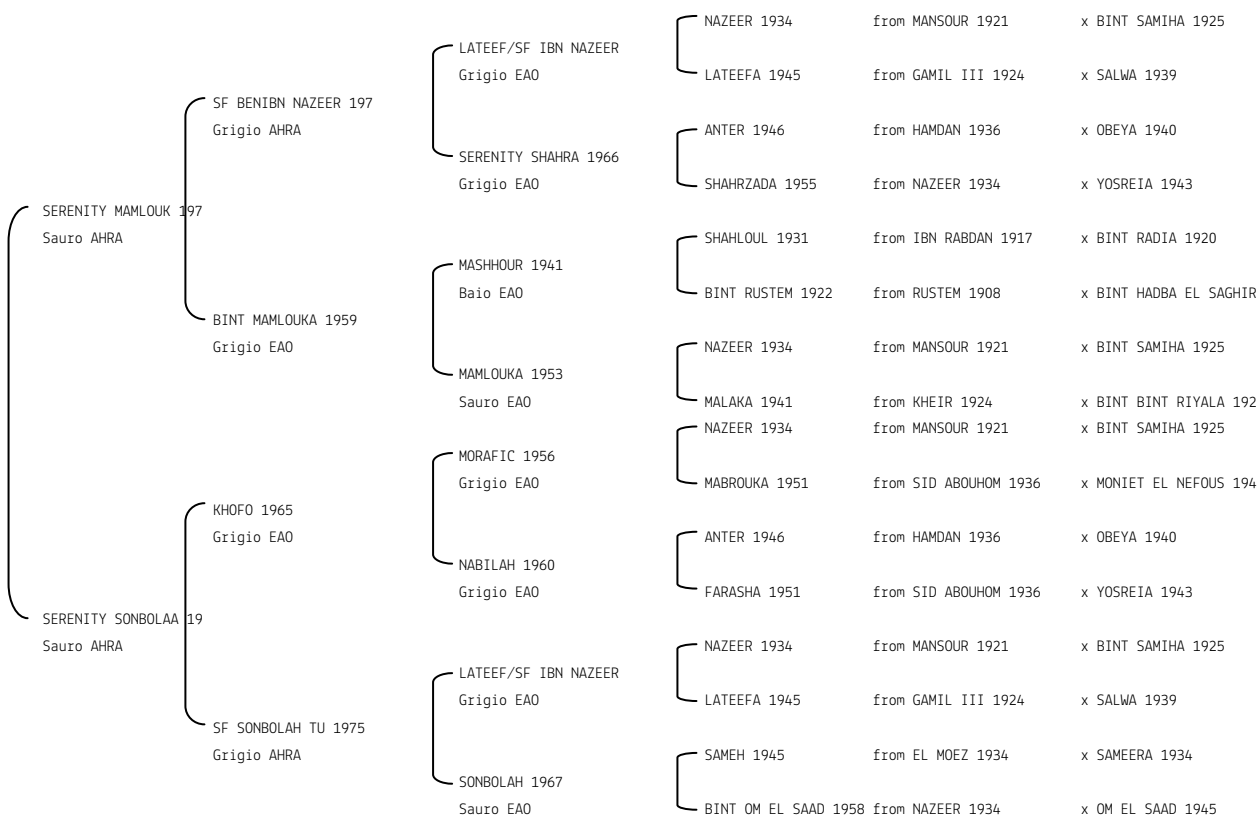 NAZEER 1934 from MANSOUR 1921 x BINT SAMIHA 1925
LATEEF/SF IBN NAZEER
Grigio EAO
LATEEFA 1945 from GAMIL III 1924 x SALWA 1939
SF BENIBN NAZEER 197
Grigio AHRA
ANTER 1946 from HAMDAN 1936 x OBEYA 1940
SERENITY SHAHRA 1966
Grigio EAO
SHAHRZADA 1955 from NAZEER 1934 x YOSREIA 1943
SERENITY MAMLOUK 197
Sauro AHRA
SHAHLOUL 1931 from IBN RABDAN 1917 x BINT RADIA 1920
MASHHOUR 1941
Baio EAO
BINT RUSTEM 1922 from RUSTEM 1908 x BINT HADBA EL SAGHIR
BINT MAMLOUKA 1959
Grigio EAO
NAZEER 1934 from MANSOUR 1921 x BINT SAMIHA 1925
MAMLOUKA 1953
Sauro EAO
MALAKA 1941 from KHEIR 1924 x BINT BINT RIYALA 192
NAZEER 1934 from MANSOUR 1921 x BINT SAMIHA 1925
MORAFIC 1956
Grigio EAO
MABROUKA 1951 from SID ABOUHOM 1936 x MONIET EL NEFOUS 194
KHOFO 1965
Grigio EAO
ANTER 1946 from HAMDAN 1936 x OBEYA 1940
NABILAH 1960
Grigio EAO
FARASHA 1951 from SID ABOUHOM 1936 x YOSREIA 1943
SERENITY SONBOLAA 19
Sauro AHRA
NAZEER 1934 from MANSOUR 1921 x BINT SAMIHA 1925
LATEEF/SF IBN NAZEER
Grigio EAO
LATEEFA 1945 from GAMIL III 1924 x SALWA 1939
SF SONBOLAH TU 1975
Grigio AHRA
SAMEH 1945 from EL MOEZ 1934 x SAMEERA 1934
SONBOLAH 1967
Sauro EAO
BINT OM EL SAAD 1958 from NAZEER 1934 x OM EL SAAD 1945